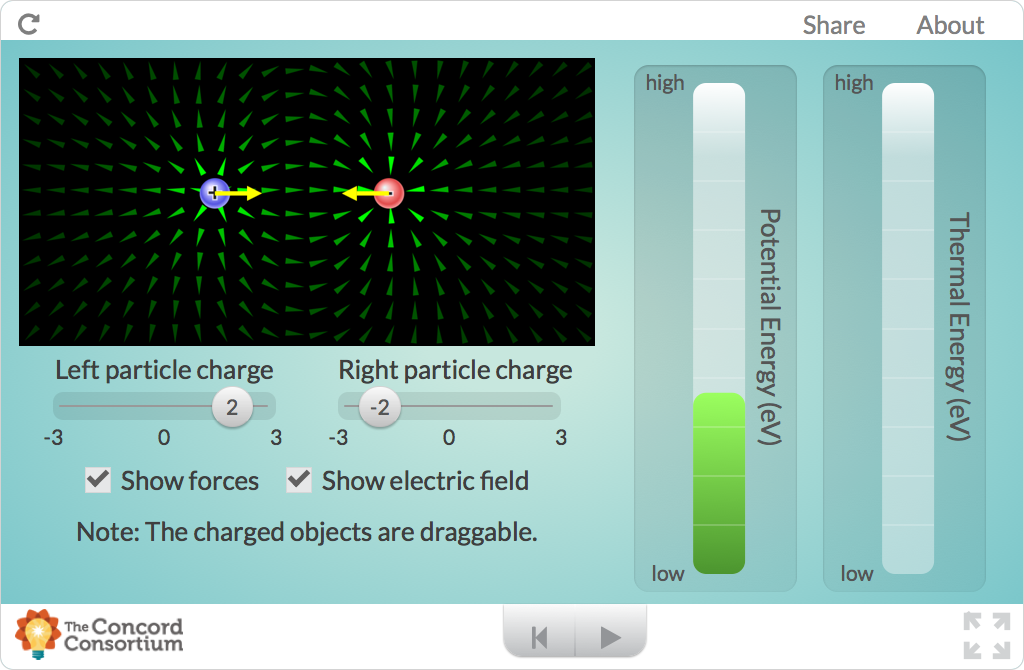 Share About
high
high
Potential Energy (eV)
Thermal Energy (eV)
+
-
Left particle charge
Right particle charge
2
-2
-3 0 3
-3 0 3
Show forces
Show electric field
Note: The charged objects are draggable.
low
low
The Concord
Consortium